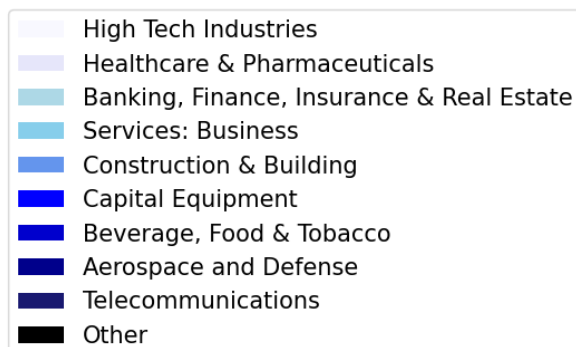 High Tech Industries
Healthcare & Pharmaceuticals
Banking, Finance, Insurance & Real Estate
Services: Business
Construction & Building
Capital Equipment
Beverage, Food & Tobacco
Aerospace and Defense
Telecommunications
Other